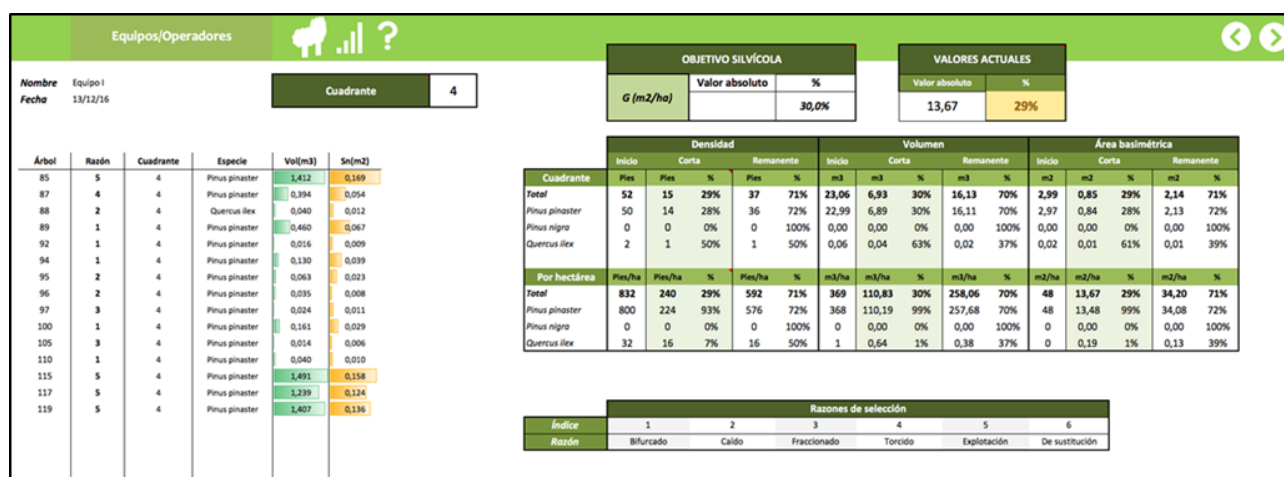 Equipos/Operadores ?
OBJETIVO SILVÍCOLA VALORES ACTUALES
Nombre Equipo I
Fecha 13/12/16
Cuadrante 4
G (m2/ha) Valor absoluto % Valor absoluto %
30,0% 13,67 29%
Árbol Razón Cuadrante Especie Vol(m3) Sn(m2)
85 5 4 Pinus pinaster 1,412 0,169
87 4 4 Pinus pinaster 0,394 0,054
88 2 4 Quercus ilex 0,040 0,012
89 1 4 Pinus pinaster 0,460 0,067
92 1 4 Pinus pinaster 0,016 0,009
94 1 4 Pinus pinaster 0,130 0,039
95 2 4 Pinus pinaster 0,063 0,023
96 2 4 Pinus pinaster 0,035 0,008
97 3 4 Pinus pinaster 0,024 0,011
100 1 4 Pinus pinaster 0,161 0,029
105 3 4 Pinus pinaster 0,014 0,006
110 1 4 Pinus pinaster 0,040 0,010
115 5 4 Pinus pinaster 1,491 0,158
117 5 4 Pinus pinaster 1,239 0,124
119 5 4 Pinus pinaster 1,407 0,136
Densidad Volumen Área basimétrica
Inicio Corta Remanente Inicio Corta Remanente Inicio Corta Remanente
Cuadrante Pies Pies % Pies % m3 m3 % m3 % m2 m2 % m2 %
Total 52 15 29% 37 71% 23,06 6,93 30% 16,13 70% 2,99 0,85 29% 2,14 71%
Pinus pinaster 50 14 28% 36 72% 22,99 6,89 30% 16,11 70% 2,97 0,84 28% 2,13 72%
Pinus nigra 0 0 0% 0 100% 0,00 0,00 0% 0,00 100% 0,00 0,00 0% 0,00 100%
Quercus ilex 2 1 50% 1 50% 0,06 0,04 63% 0,02 37% 0,02 0,01 61% 0,01 39%
Por hectárea Pies/ha Pies/ha % Pies/ha % m3/ha m3/ha % m3/ha % m2/ha m2/ha % m2/ha %
Total 832 240 29% 592 71% 369 110,83 30% 258,06 70% 48 13,67 29% 34,20 71%
Pinus pinaster 800 224 93% 576 72% 368 110,19 99% 257,68 70% 48 13,48 99% 34,08 72%
Pinus nigra 0 0 0% 0 100% 0 0,00 0% 0,00 100% 0 0,00 0% 0,00 100%
Quercus ilex 32 16 7% 16 50% 1 0,64 1% 0,38 37% 0 0,19 1% 0,13 39%
Razones de selección
Índice 1 2 3 4 5 6
Razón Bifurcado Caído Fraccionado Torcido Explotación De sustitución